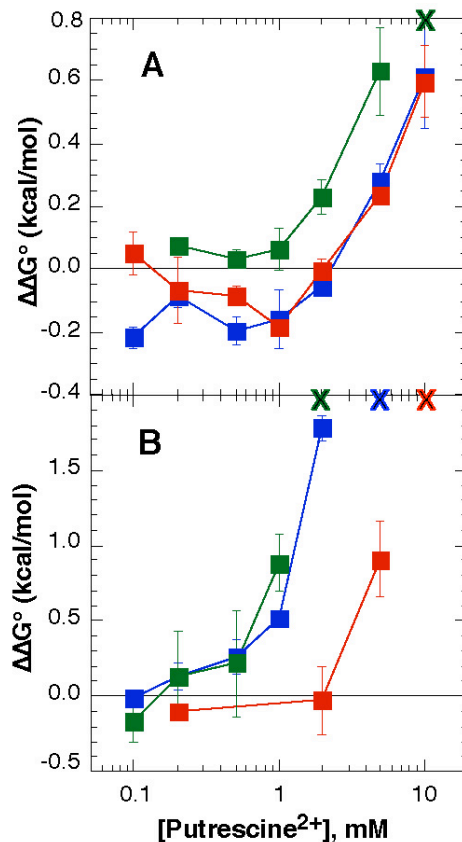 A
0.8
0.6
0.4
0.2
0.0
-0.2
-0.4
ΔΔG° (kcal/mol)
X
B
X X X
1.5
1.0
0.5
0.0
-0.5
ΔΔG° (kcal/mol)
0.1 1 10
[Putrescine²⁺], mM